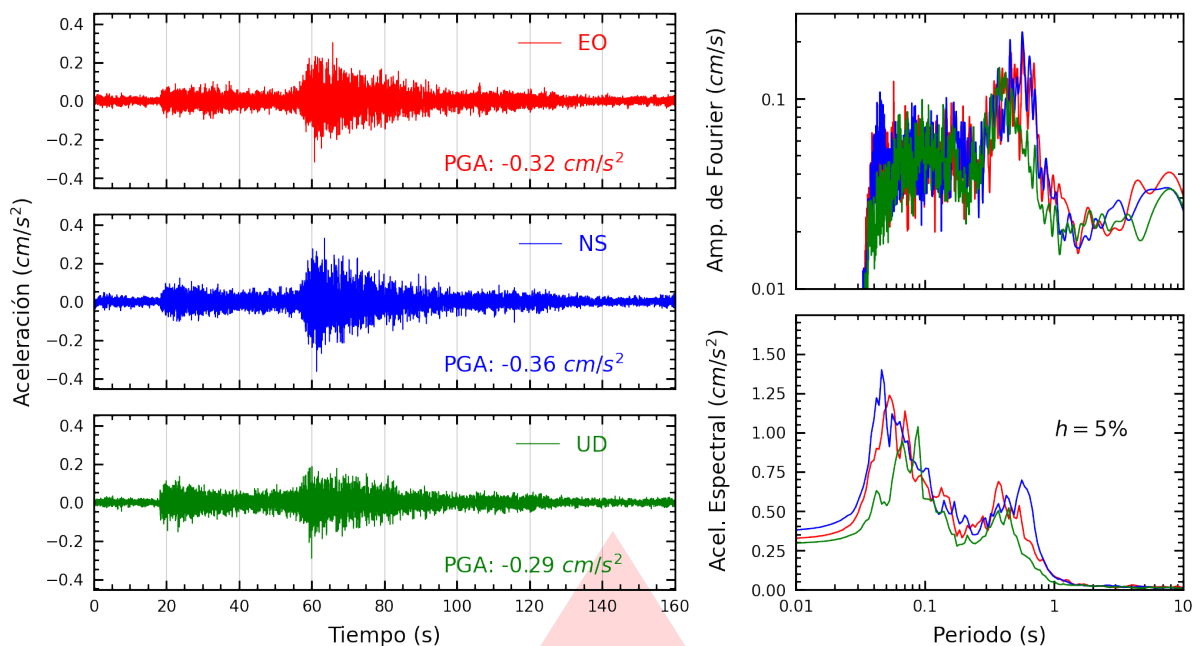 Aceleración (cm/s²)
0.4
0.2
0.0
−0.2
−0.4
EO
PGA: -0.32 cm/s²
0.4
0.2
0.0
−0.2
−0.4
NS
PGA: -0.36 cm/s²
0.4
0.2
0.0
−0.2
−0.4
UD
PGA: -0.29 cm/s²
0 20 40 60 80 100 120 140 160
Tiempo (s)
Amp. de Fourier (cm/s)
0.1
0.01
Acel. Espectral (cm/s²)
1.50
1.25
1.00
0.75
0.50
0.25
0.00
h = 5%
0.01 0.1 1 10
Periodo (s)